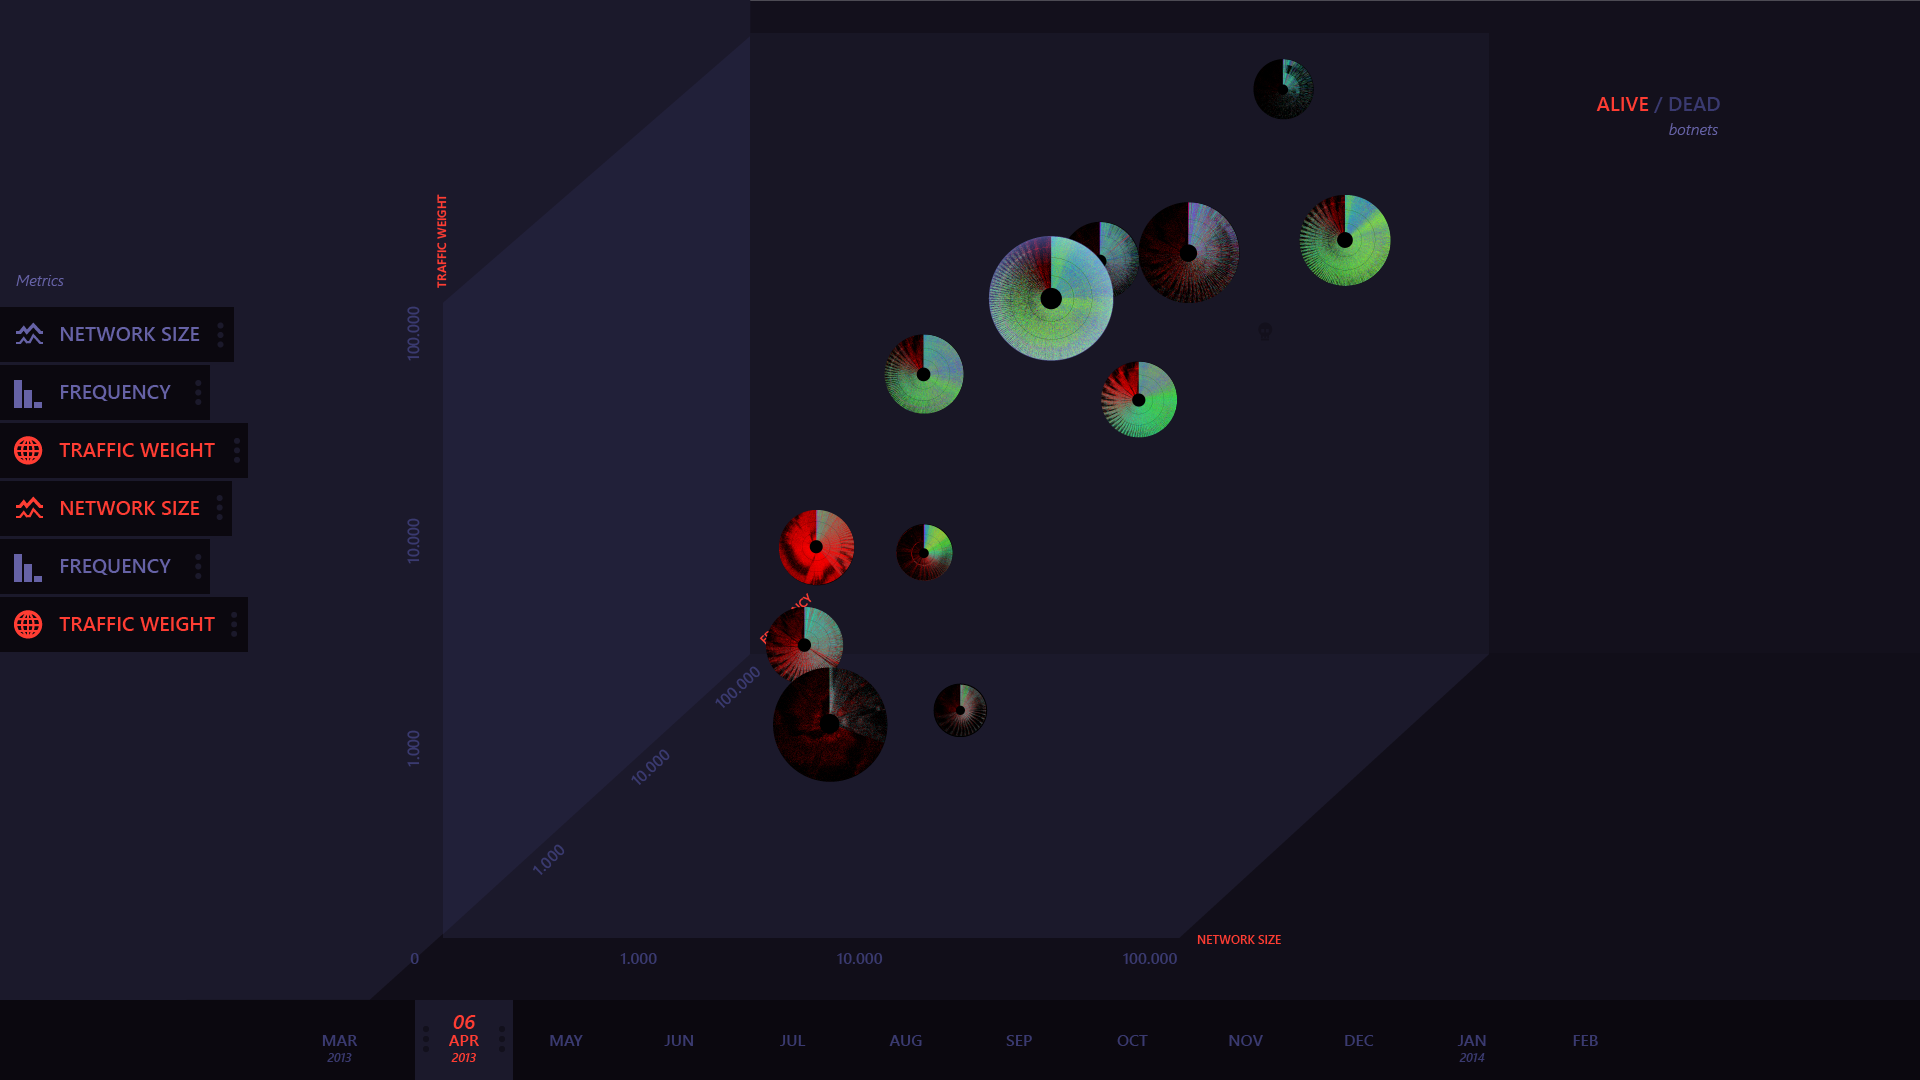 ALIVE / DEAD
botnets
TRAFFIC WEIGHT
Metrics
NETWORK SIZE
FREQUENCY
TRAFFIC WEIGHT
NETWORK SIZE
FREQUENCY
TRAFFIC WEIGHT
100.000
10.000
1.000
100.000
10.000
1.000
0
1.000
10.000
100.000
NETWORK SIZE
MAR
2013
06
APR
2013
MAY
JUN
JUL
AUG
SEP
OCT
NOV
DEC
JAN
2014
FEB